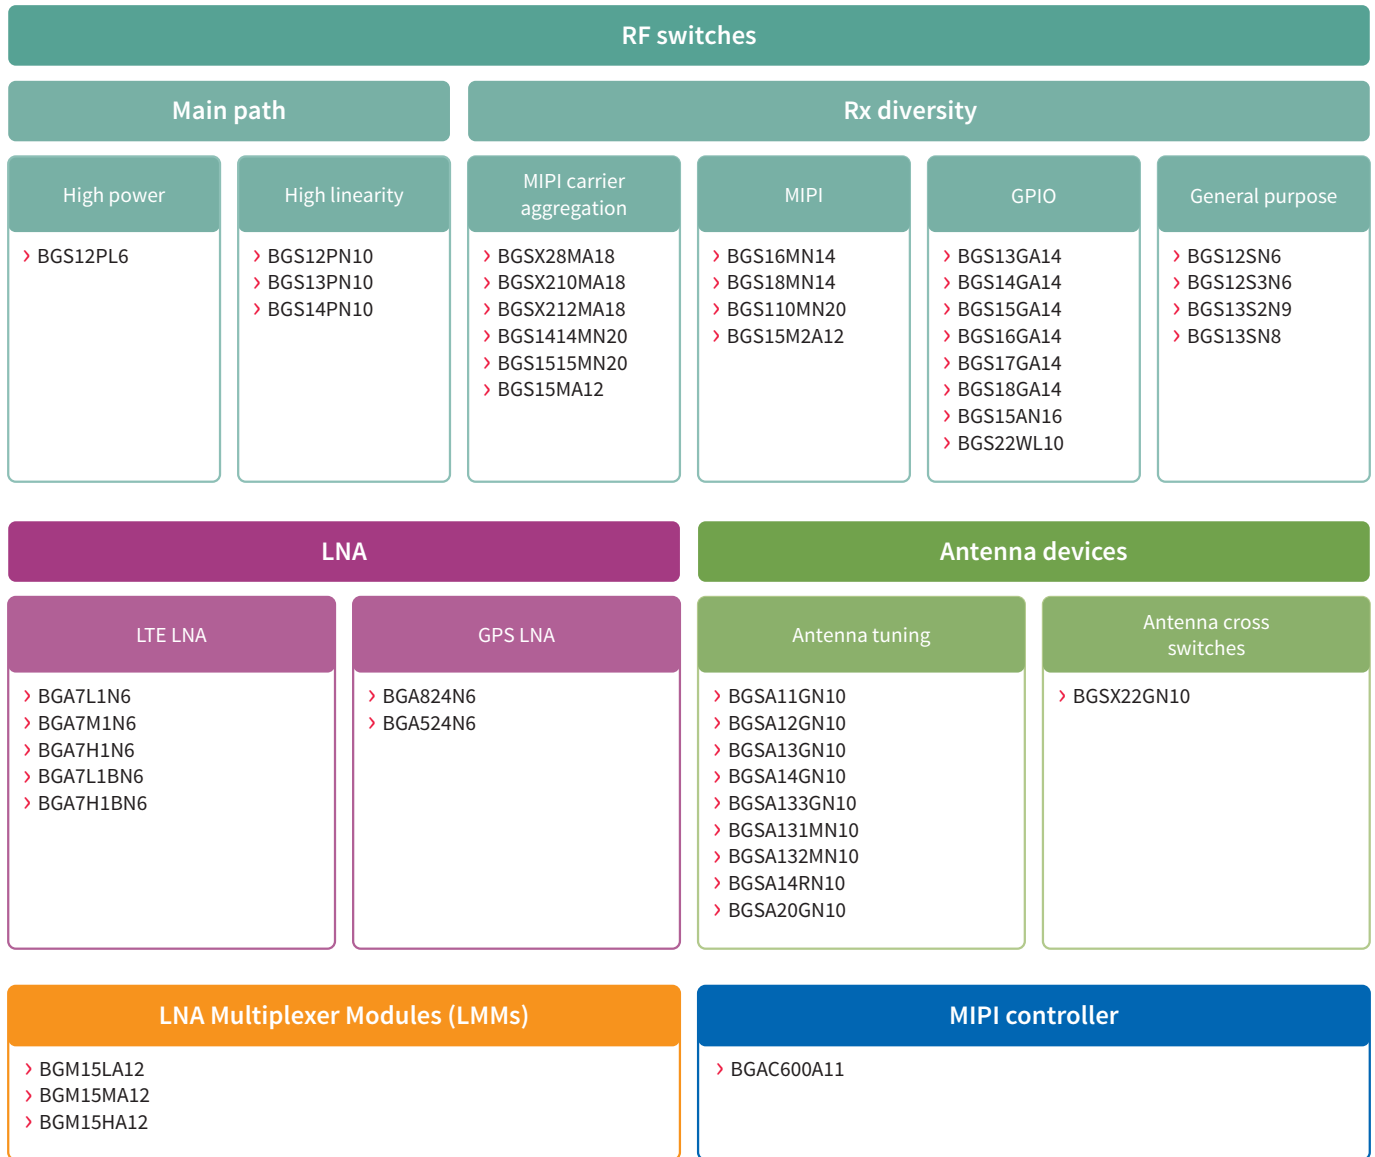 RF switches
Main path
Rx diversity
High power
BGS12PL6
High linearity
BGS12PN10
BGS13PN10
BGS14PN10
MIPI carrier
aggregation
BGSX28MA18
BGSX210MA18
BGSX212MA18
BGS1414MN20
BGS1515MN20
BGS15MA12
MIPI
BGS16MN14
BGS18MN14
BGS110MN20
BGS15M2A12
GPIO
BGS13GA14
BGS14GA14
BGS15GA14
BGS16GA14
BGS17GA14
BGS18GA14
BGS15AN16
BGS22WL10
General purpose
BGS12SN6
BGS12S3N6
BGS13S2N9
BGS13SN8
LNA
LTE LNA
BGA7L1N6
BGA7M1N6
BGA7H1N6
BGA7L1BN6
BGA7H1BN6
GPS LNA
BGA824N6
BGA524N6
Antenna devices
Antenna tuning
BGSA11GN10
BGSA12GN10
BGSA13GN10
BGSA14GN10
BGSA133GN10
BGSA131MN10
BGSA132MN10
BGSA14RN10
BGSA20GN10
Antenna cross
switches
BGSX22GN10
LNA Multiplexer Modules (LMMs)
BGM15LA12
BGM15MA12
BGM15HA12
MIPI controller
BGAC600A11